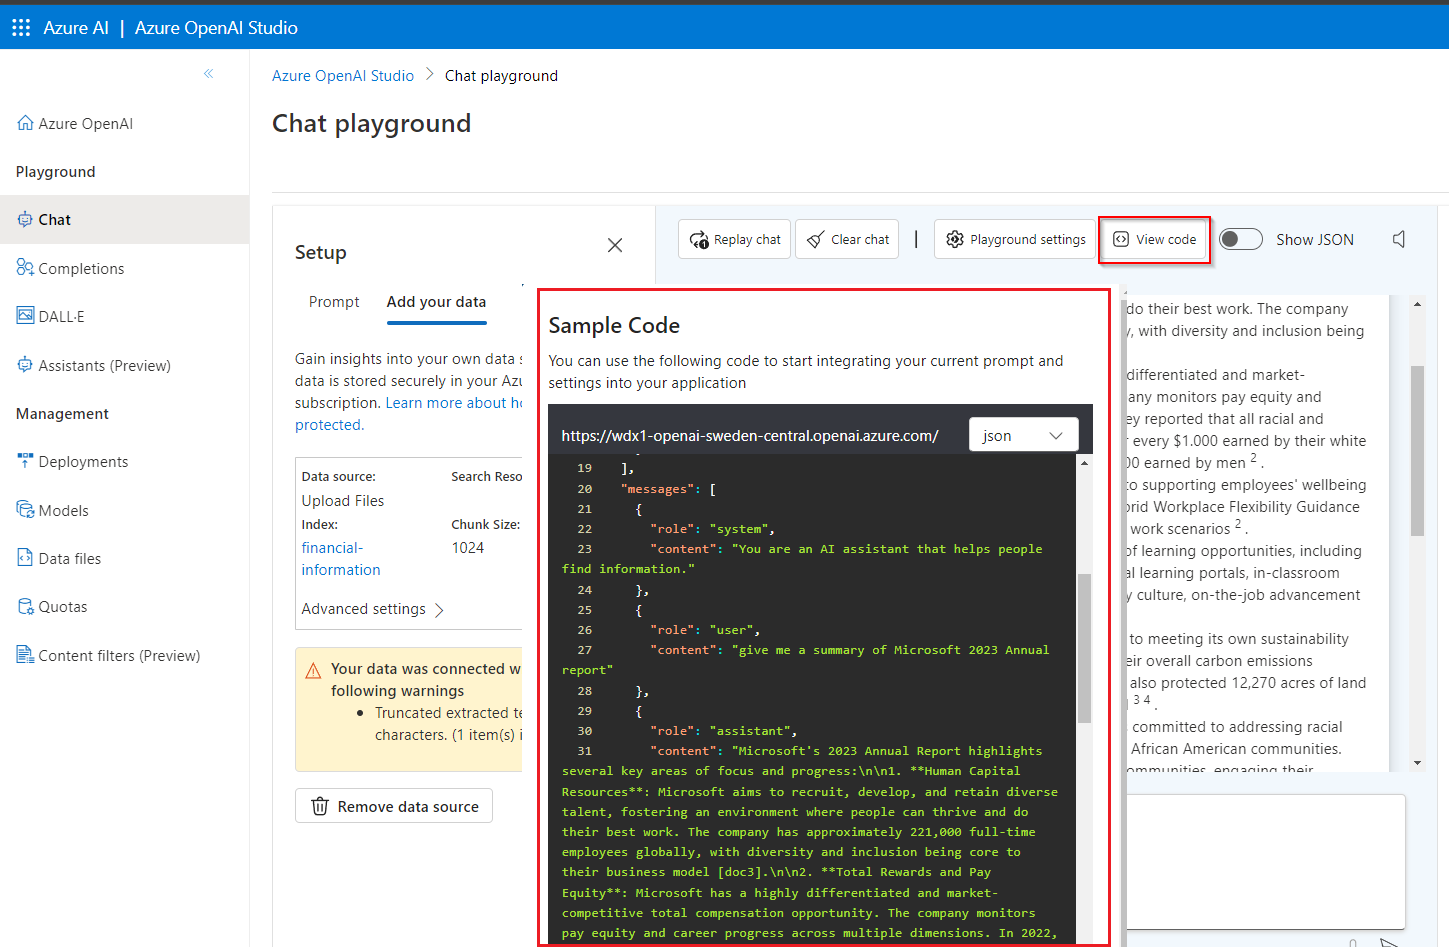 Azure AI | Azure OpenAI Studio
Azure OpenAI Studio > Chat playground
Chat playground
Azure OpenAI
Playground
Chat
Completions
DALL·E
Assistants (Preview)
Management
Deployments
Models
Data files
Quotas
Content filters (Preview)
Setup
Prompt
Add your data
Gain insights into your own data
data is stored securely in your
subscription. Learn more about
protected.
Data source:
Search
Upload Files
Index:
Chunk Size:
financial-
1024
information
Advanced settings
Your data was connected
following warnings
• Truncated extracted
characters. (1 item(s)
Remove data source
Replay chat
Clear chat
|
Playground settings
View code
Show JSON
Sample Code
You can use the following code to start integrating your current prompt and
settings into your application
https://wdx1-openai-sweden-central.openai.azure.com/
json
19 ],
20 "messages": [
21 {
22 "role": "system",
23 "content": "You are an AI assistant that helps people
find information."
24 },
25 {
26 "role": "user",
27 "content": "give me a summary of Microsoft 2023 Annual
report"
28 },
29 {
30 "role": "assistant",
31 "content": "Microsoft's 2023 Annual Report highlights
several key areas of focus and progress:\n\n1. **Human Capital
Resources**: Microsoft aims to recruit, develop, and retain diverse
talent, fostering an environment where people can thrive and do
their best work. The company has approximately 221,000 full-time
employees globally, with diversity and inclusion being core to
their business model [doc3].\n\n2. **Total Rewards and Pay
Equity**: Microsoft has a highly differentiated and market-
competitive total compensation opportunity. The company monitors
pay equity and career progress across multiple dimensions. In 2022,
do their best work. The company
, with diversity and inclusion being
differentiated and market-
any monitors pay equity and
ey reported that all racial and
every $1.000 earned by their white
00 earned by men 2 .
to supporting employees' wellbeing
brid Workplace Flexibility Guidance
work scenarios 2 .
of learning opportunities, including
al learning portals, in-classroom
y culture, on-the-job advancement
to meeting its own sustainability
eir overall carbon emissions
also protected 12,270 acres of land
3 4 .
committed to addressing racial
African American communities.
ommunities, engaging their